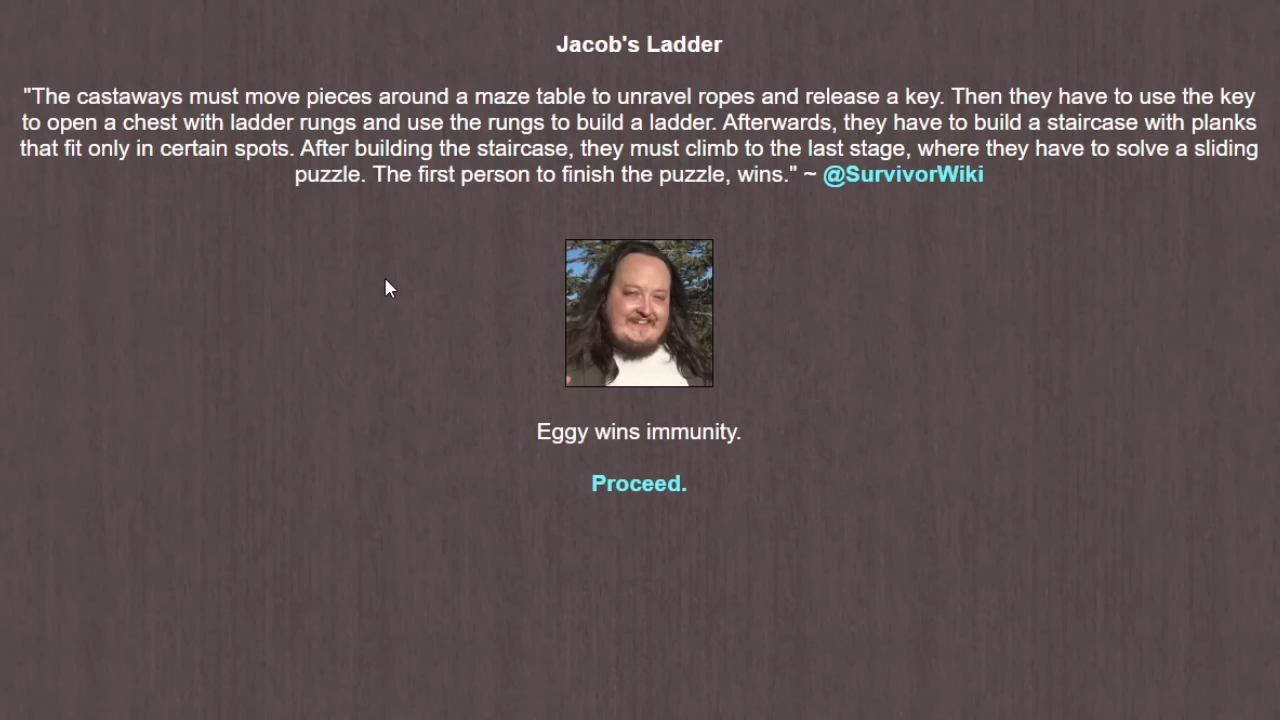 Jacob's Ladder
"The castaways must move pieces around a maze table to unravel ropes and release a key. Then they have to use the key
to open a chest with ladder rungs and use the rungs to build a ladder. Afterwards, they have to build a staircase with planks
that fit only in certain spots. After building the staircase, they must climb to the last stage, where they have to solve a sliding
puzzle. The first person to finish the puzzle, wins." ~ @SurvivorWiki
Eggy wins immunity.
Proceed.